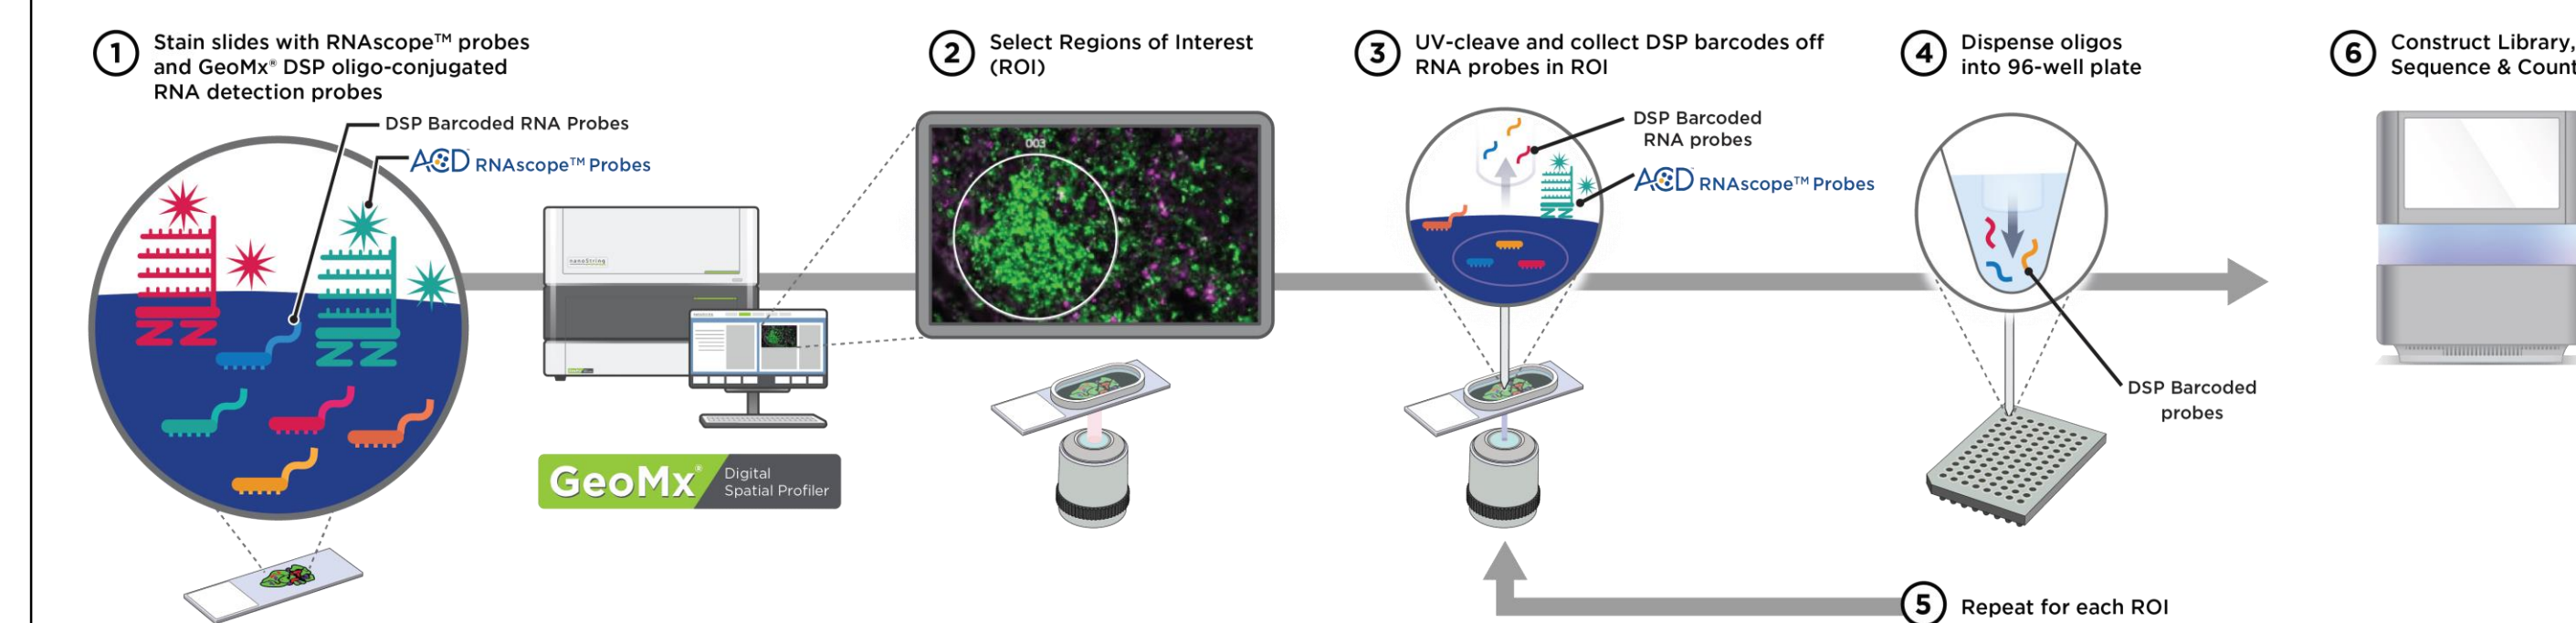 1
Stain slides with RNAscope™ probes
and GeoMx® DSP oligo-conjugated
RNA detection probes
DSP Barcoded RNA Probes
ACD RNAscope™ Probes
nanoString
GeoMx® Digital
Spatial Profiler
2
Select Regions of Interest
(ROI)
003
3
UV-cleave and collect DSP barcodes off
RNA probes in ROI
DSP Barcoded
RNA probes
ACD RNAscope™ Probes
4
Dispense oligos
into 96-well plate
DSP Barcoded
probes
5
Repeat for each ROI
6
Construct Library,
Sequence & Count